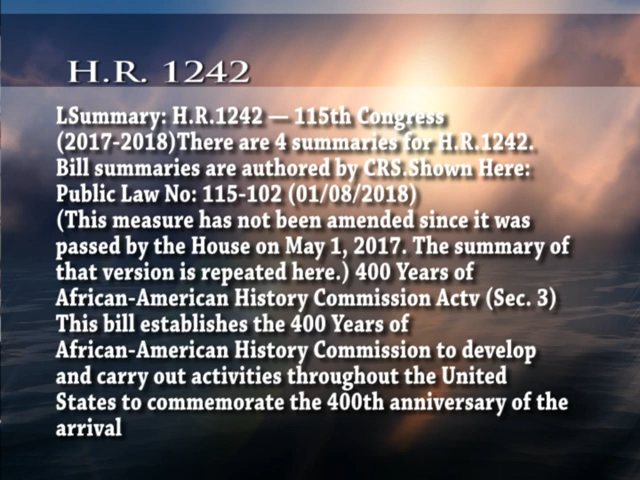 H.R. 1242
LSummary: H.R.1242 — 115th Congress
(2017-2018)There are 4 summaries for H.R.1242.
Bill summaries are authored by CRS.Shown Here:
Public Law No: 115-102 (01/08/2018)
(This measure has not been amended since it was
passed by the House on May 1, 2017. The summary of
that version is repeated here.) 400 Years of
African-American History Commission Actv (Sec. 3)
This bill establishes the 400 Years of
African-American History Commission to develop
and carry out activities throughout the United
States to commemorate the 400th anniversary of the
arrival